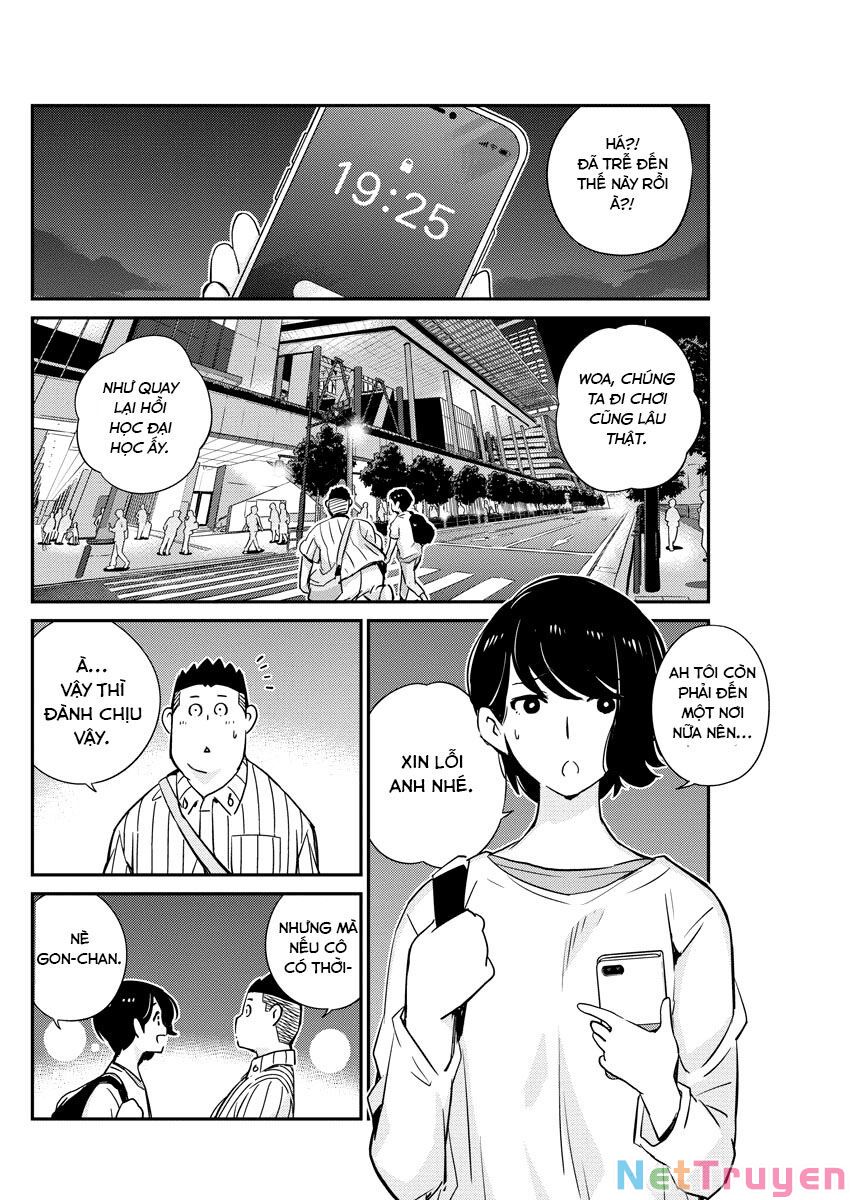 HÁ?!
ĐÃ TRỄ ĐẾN
THẾ NÀY RỒI
À?!
19:25
WOA, CHÚNG
TA ĐI CHƠI
CŨNG LÂU
THẬT.
NHƯ QUAY
LẠI HỒI
HỌC ĐẠI
HỌC ẤY.
AH TÔI CÒN
PHẢI ĐẾN
MỘT NƠI
NỮA NÊN...
XIN LỖI
ANH NHÉ.
À...
VẬY THÌ
ĐÀNH CHỊU
VẬY.
NHƯNG MÀ
NẾU CÔ
CÓ THỜI-
NÈ
GON-CHAN.
NetTruyen